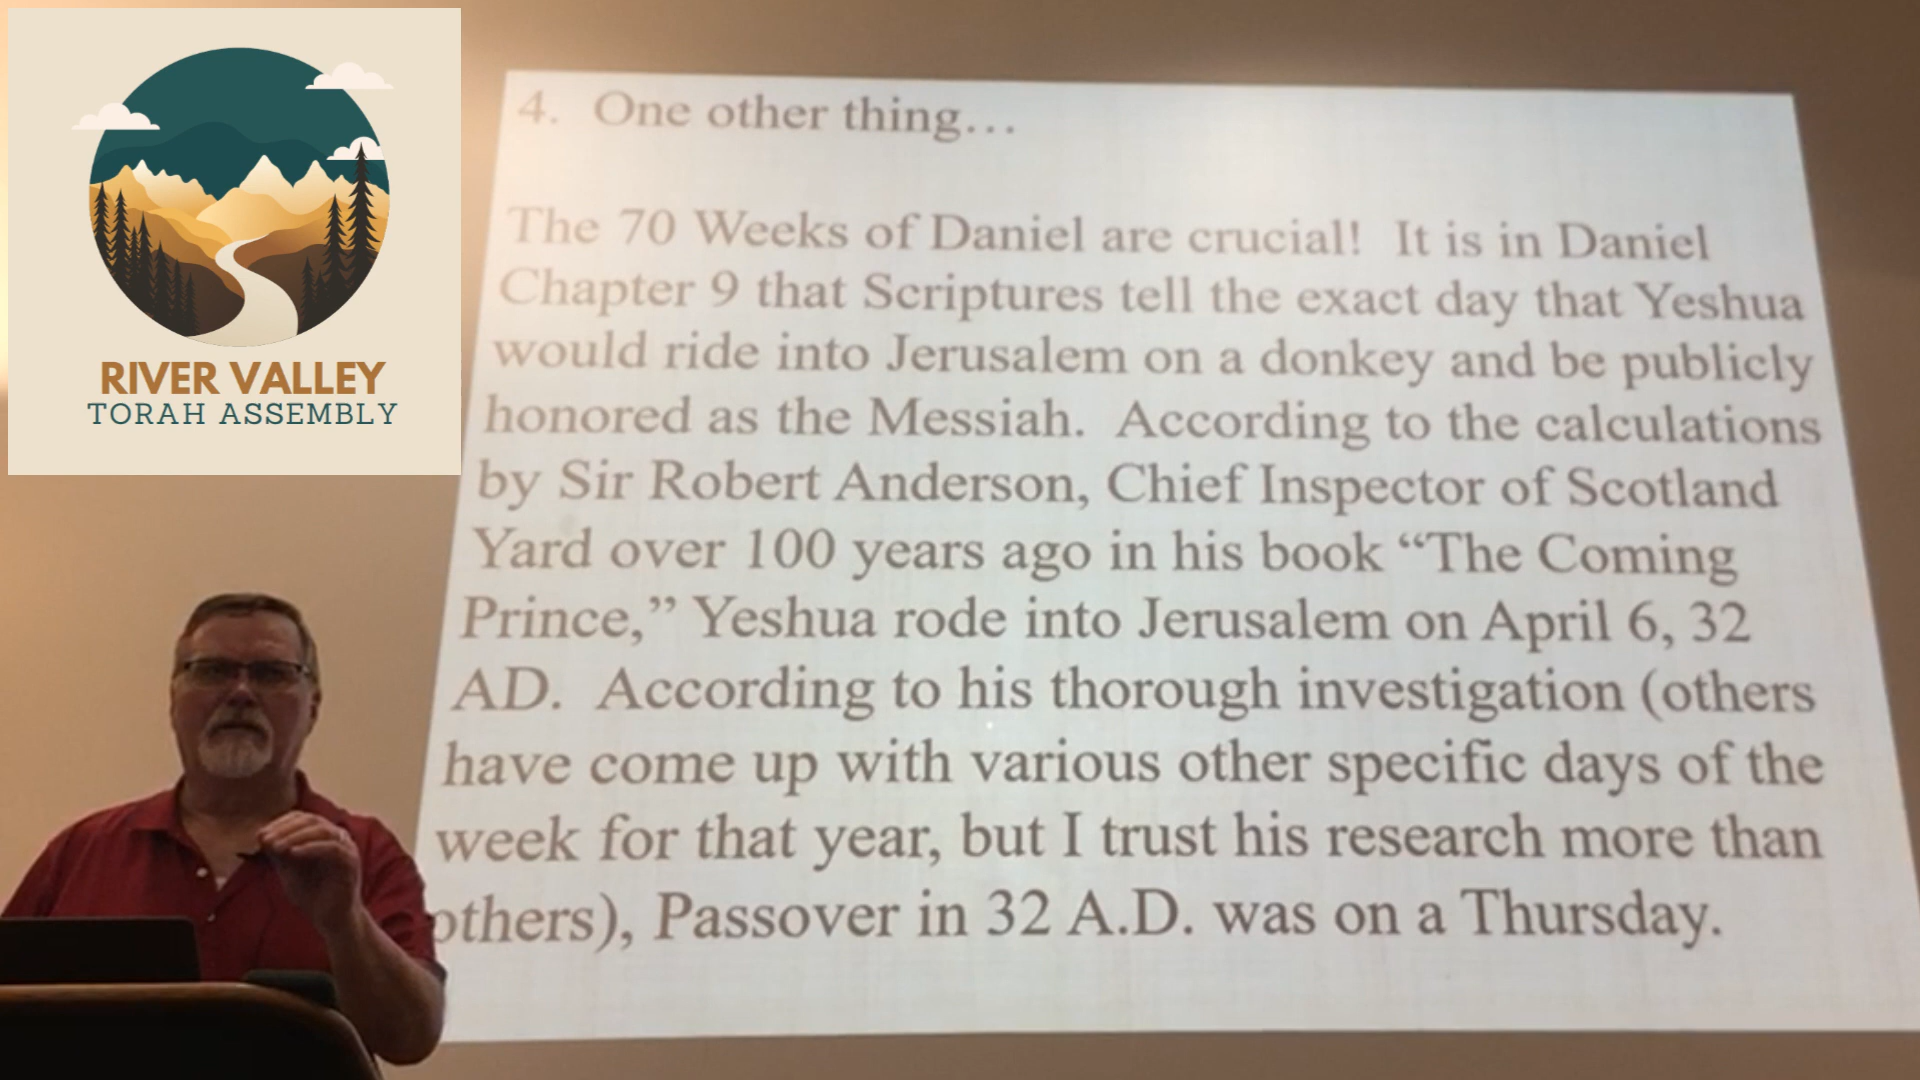 RIVER VALLEY
TORAH ASSEMBLY
4. One other thing…
The 70 Weeks of Daniel are crucial! It is in Daniel
Chapter 9 that Scriptures tell the exact day that Yeshua
would ride into Jerusalem on a donkey and be publicly
honored as the Messiah. According to the calculations
by Sir Robert Anderson, Chief Inspector of Scotland
Yard over 100 years ago in his book “The Coming
Prince,” Yeshua rode into Jerusalem on April 6, 32
AD. According to his thorough investigation (others
have come up with various other specific days of the
week for that year, but I trust his research more than
others), Passover in 32 A.D. was on a Thursday.